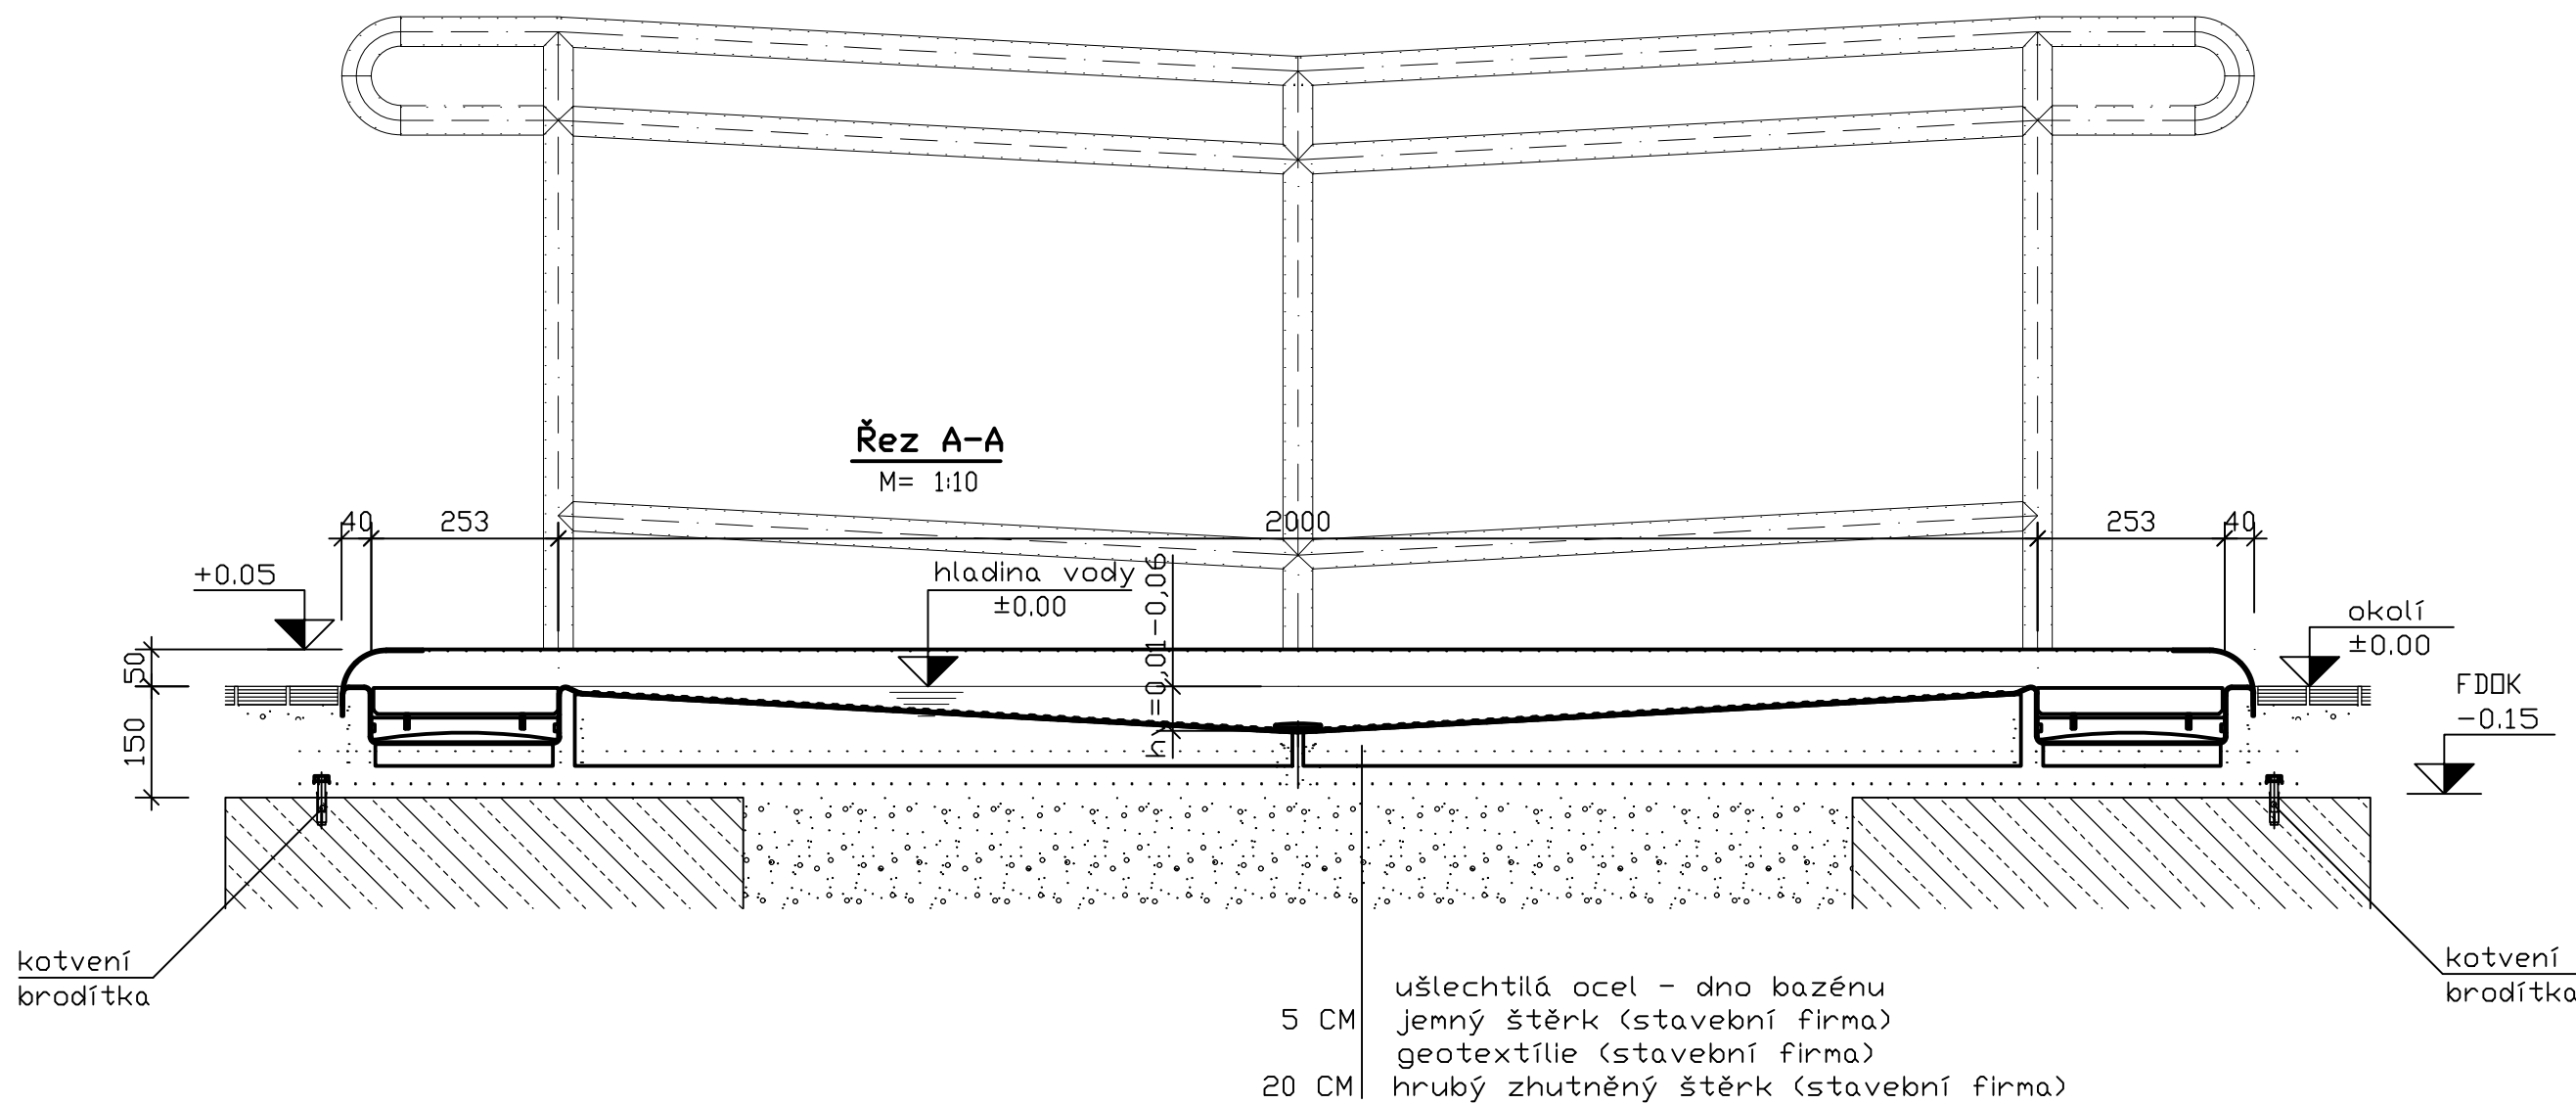 Řez A-A
M= 1:10
40
253
2000
253
40
+0.05
hladina vody
±0.00
h =0,01-0,06
okolí
±0.00
FDOK
-0.15
50
150
kotvení
brodítka
kotvení
brodítka
ušlechtilá ocel - dno bazénu
5 CM jemný štěrk (stavební firma)
geotextílie (stavební firma)
20 CM hrubý zhutněný štěrk (stavební firma)